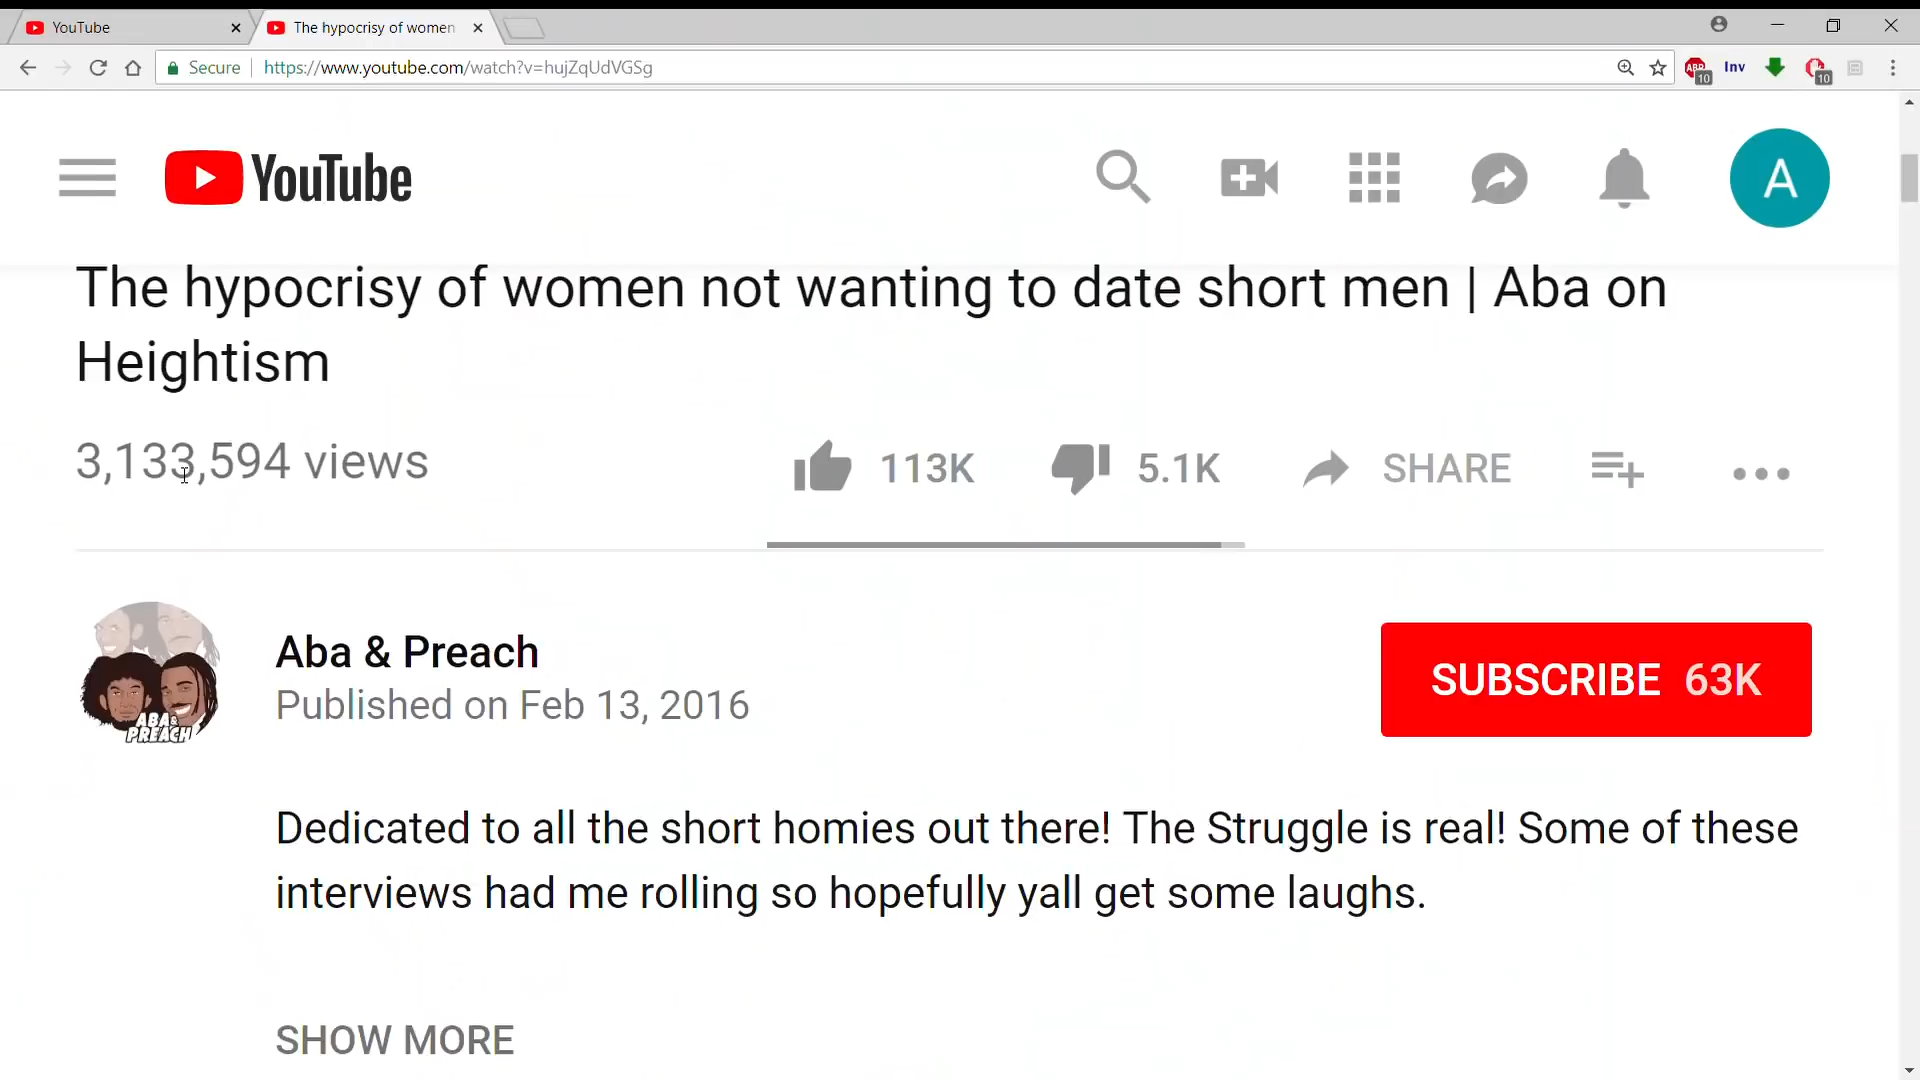 YouTube
The hypocrisy of women
Secure
https://www.youtube.com/watch?v=hujZqUdVGSg
ABP
10
Inv
10
YouTube
A
The hypocrisy of women not wanting to date short men | Aba on
Heightism
3,133,594 views
113K
5.1K
SHARE
ABA &
PREACH
Aba & Preach
Published on Feb 13, 2016
SUBSCRIBE 63K
Dedicated to all the short homies out there! The Struggle is real! Some of these
interviews had me rolling so hopefully yall get some laughs.
SHOW MORE